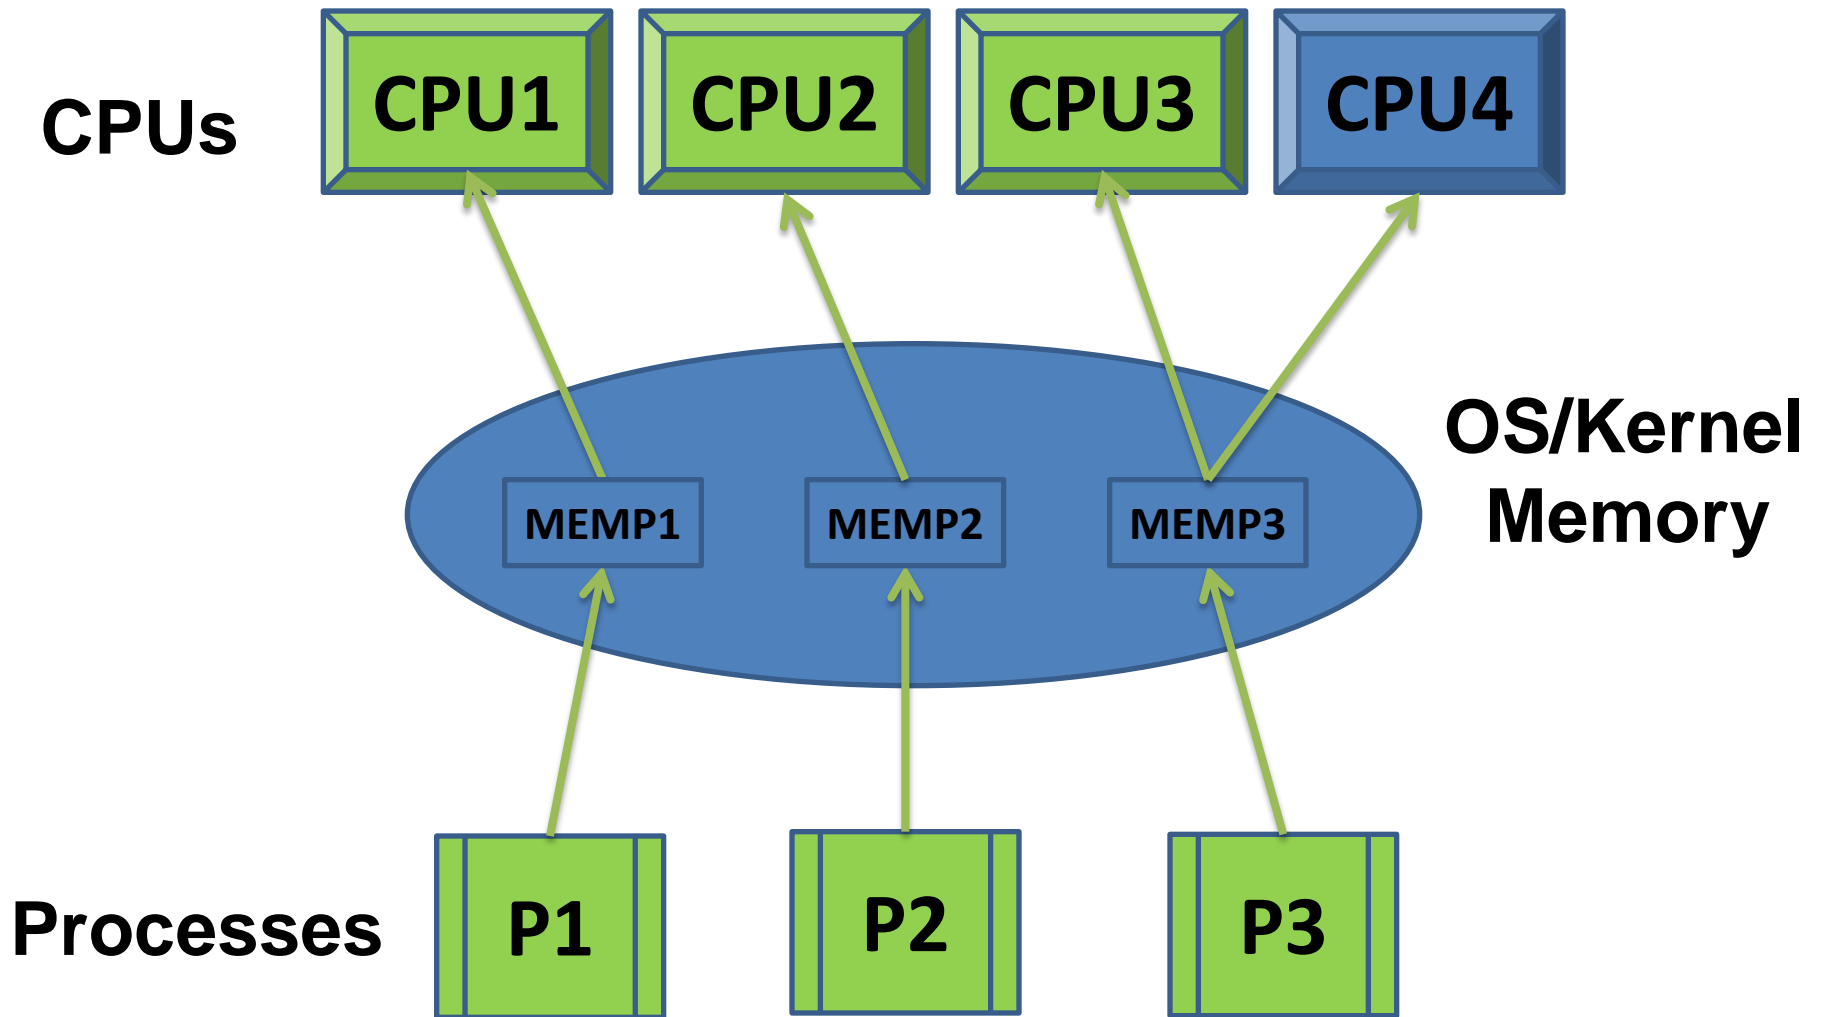 CPUs
CPU1
CPU2
CPU3
CPU4
OS/Kernel
Memory
MEMP1
MEMP2
MEMP3
Processes
P1
P2
P3